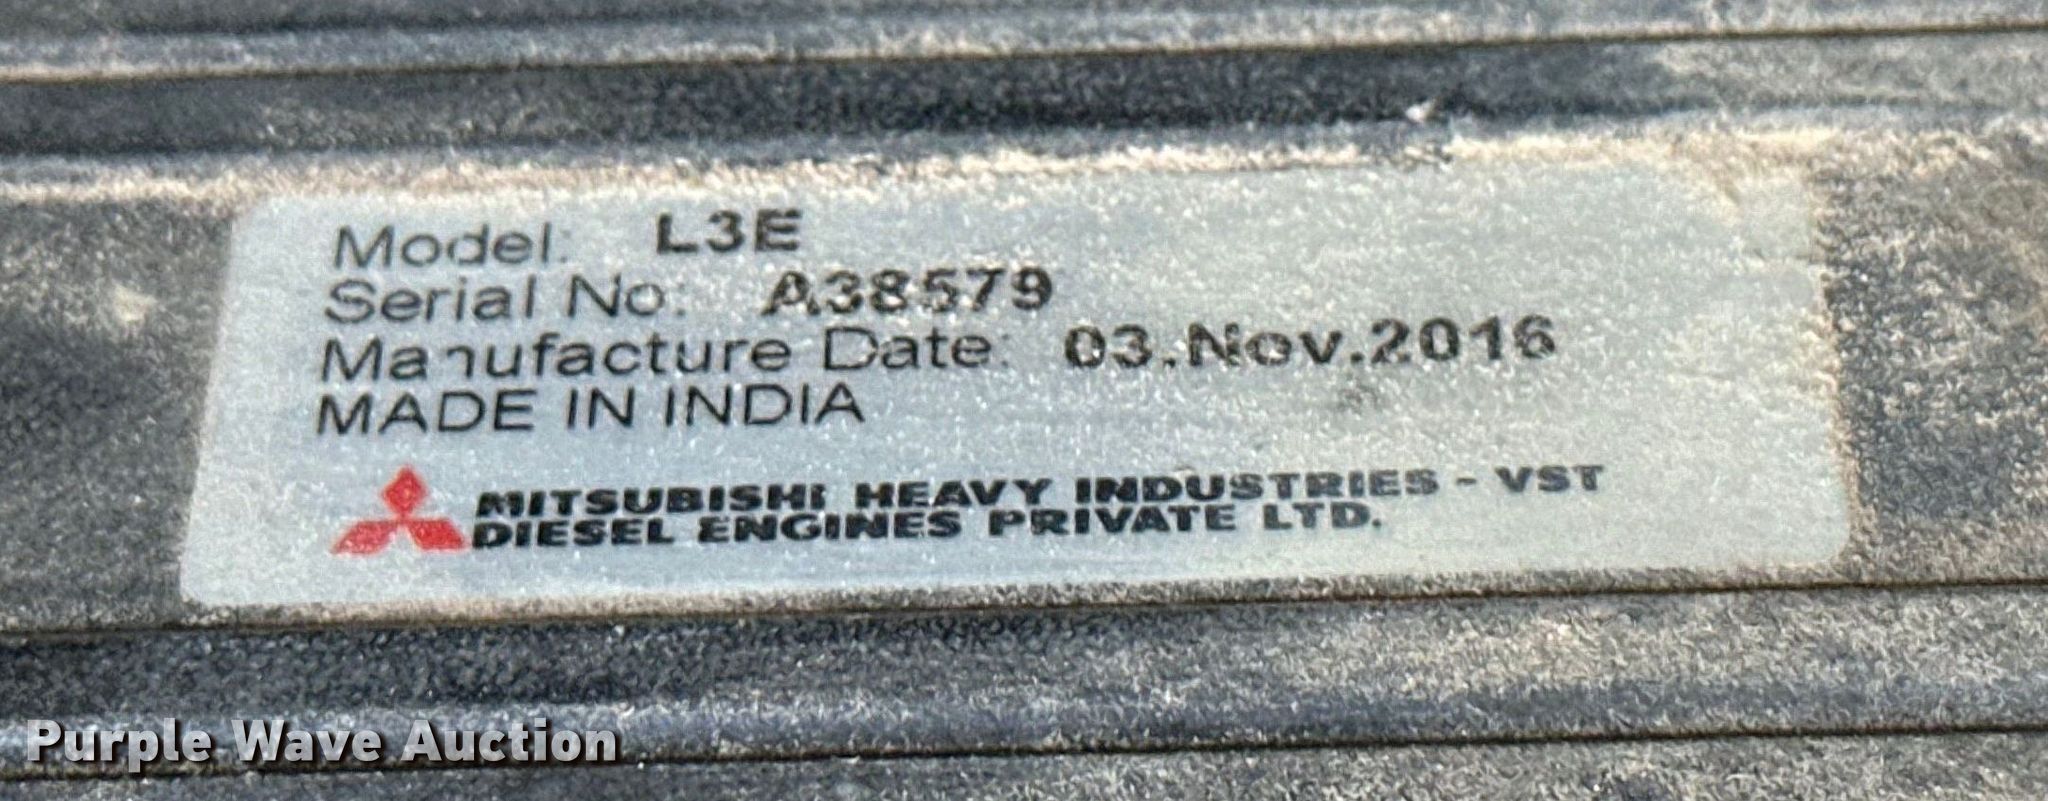 Model: L3E
Serial No: A38579
Manufacture Date: 03.Nov.2016
MADE IN INDIA
MITSUBISHI HEAVY INDUSTRIES - VST
DIESEL ENGINES PRIVATE LTD.
Purple Wave Auction